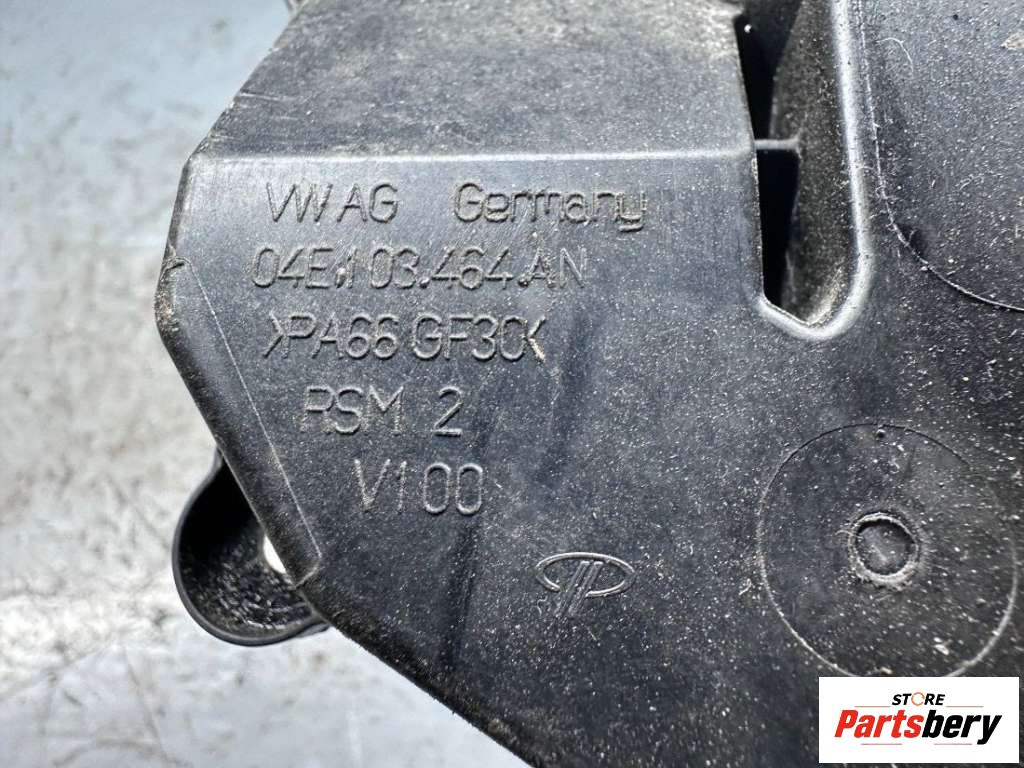 VW AG Germany
04E.103.464.AN
>PA66 GF30<
RSM 2
V100
STORE
Partsbery